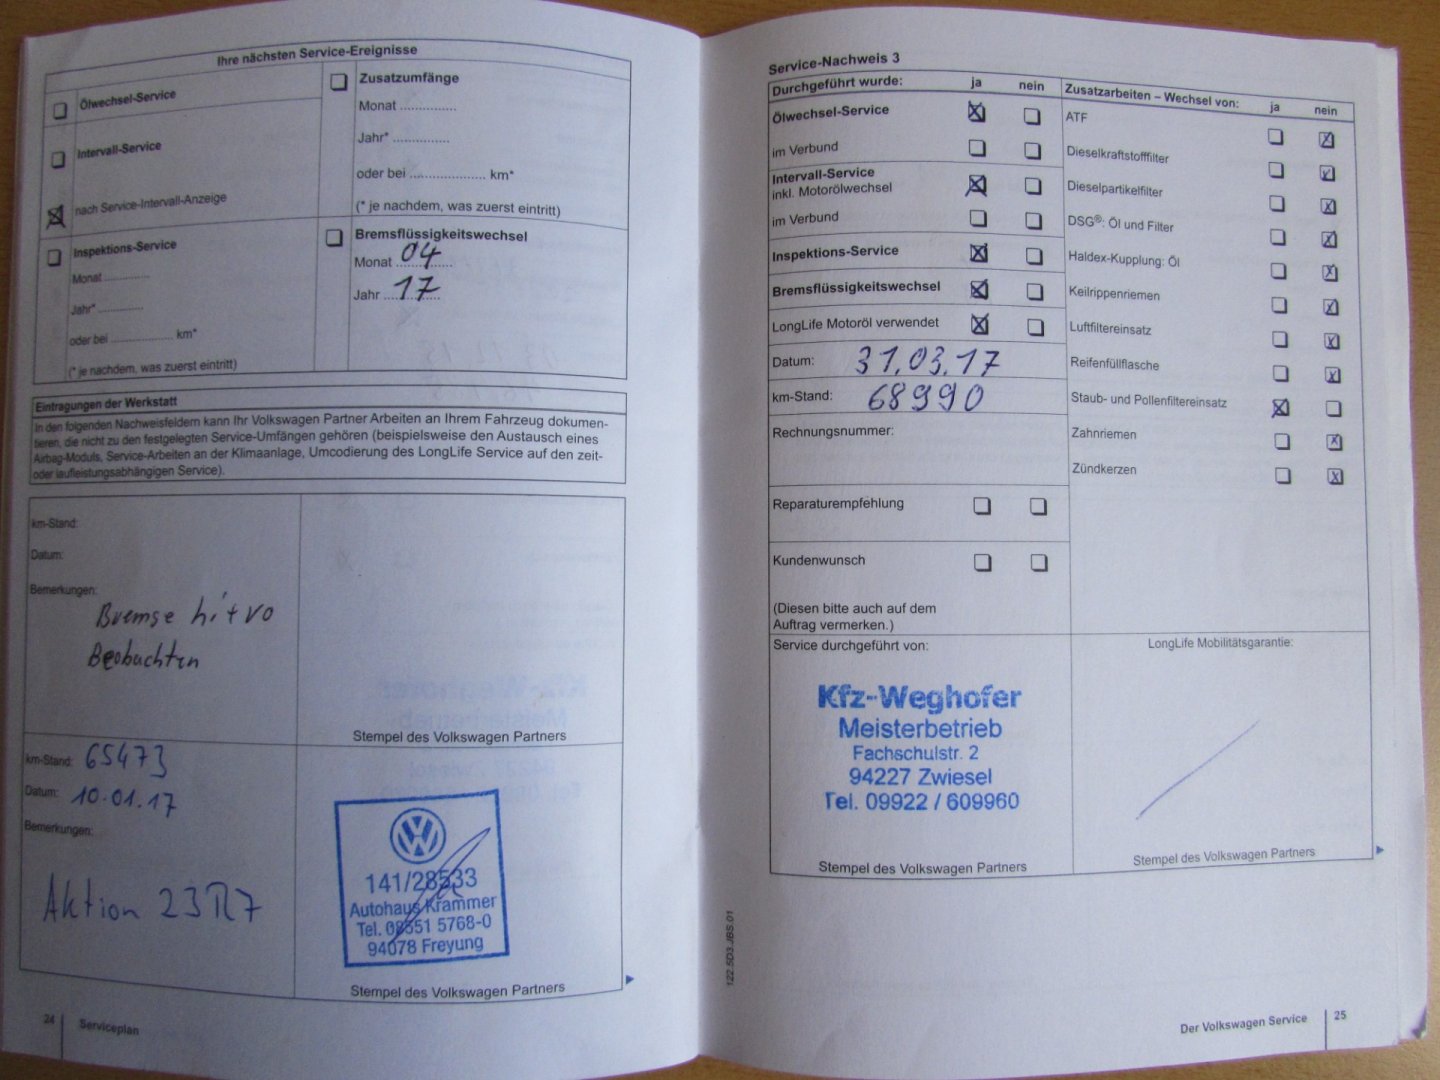 Ihre nächsten Service-Ereignisse
Ölwechsel-Service
Intervall-Service
nach Service-Intervall-Anzeige
Zusatzumfänge
Monat ...............
Jahr* ...............
oder bei .................... km*
(* je nachdem, was zuerst eintritt)
Inspektions-Service
Monat .............
Jahr* .............
oder bei .................. km*
(* je nachdem, was zuerst eintritt)
Bremsflüssigkeitswechsel
Monat 04
Jahr 17
Eintragungen der Werkstatt
In den folgenden Nachweisfeldern kann Ihr Volkswagen Partner Arbeiten an Ihrem Fahrzeug dokumen-
tieren, die nicht zu den festgelegten Service-Umfängen gehören (beispielsweise den Austausch eines
Airbag-Moduls, Service-Arbeiten an der Klimaanlage, Umcodierung des LongLife Service auf den zeit-
oder laufleistungsabhängigen Service).
km-Stand:
Datum:
Bemerkungen:
Bremse hi+vo
Beobachten
Stempel des Volkswagen Partners
km-Stand: 65473
Datum: 10.01.17
Bemerkungen:
Aktion 23R7
141/28533
Autohaus Krammer
Tel. 08551 5768-0
94078 Freyung
Stempel des Volkswagen Partners
24 Serviceplan
Service-Nachweis 3
Durchgeführt wurde: ja nein
Ölwechsel-Service
im Verbund
Intervall-Service
inkl. Motorölwechsel
im Verbund
Inspektions-Service
Bremsflüssigkeitswechsel
LongLife Motoröl verwendet
Datum: 31.03.17
km-Stand: 68990
Rechnungsnummer:
Reparaturempfehlung
Kundenwunsch
(Diesen bitte auch auf dem
Auftrag vermerken.)
Zusatzarbeiten – Wechsel von: ja nein
ATF
Dieselkraftstofffilter
Dieselpartikelfilter
DSG®: Öl und Filter
Haldex-Kupplung: Öl
Keilrippenriemen
Luftfiltereinsatz
Reifenfüllflasche
Staub- und Pollenfiltereinsatz
Zahnriemen
Zündkerzen
Service durchgeführt von:
Kfz-Weghofer
Meisterbetrieb
Fachschulstr. 2
94227 Zwiesel
Tel. 09922 / 609960
Stempel des Volkswagen Partners
LongLife Mobilitätsgarantie:
Stempel des Volkswagen Partners
122.5D3.JBS.01
Der Volkswagen Service 25